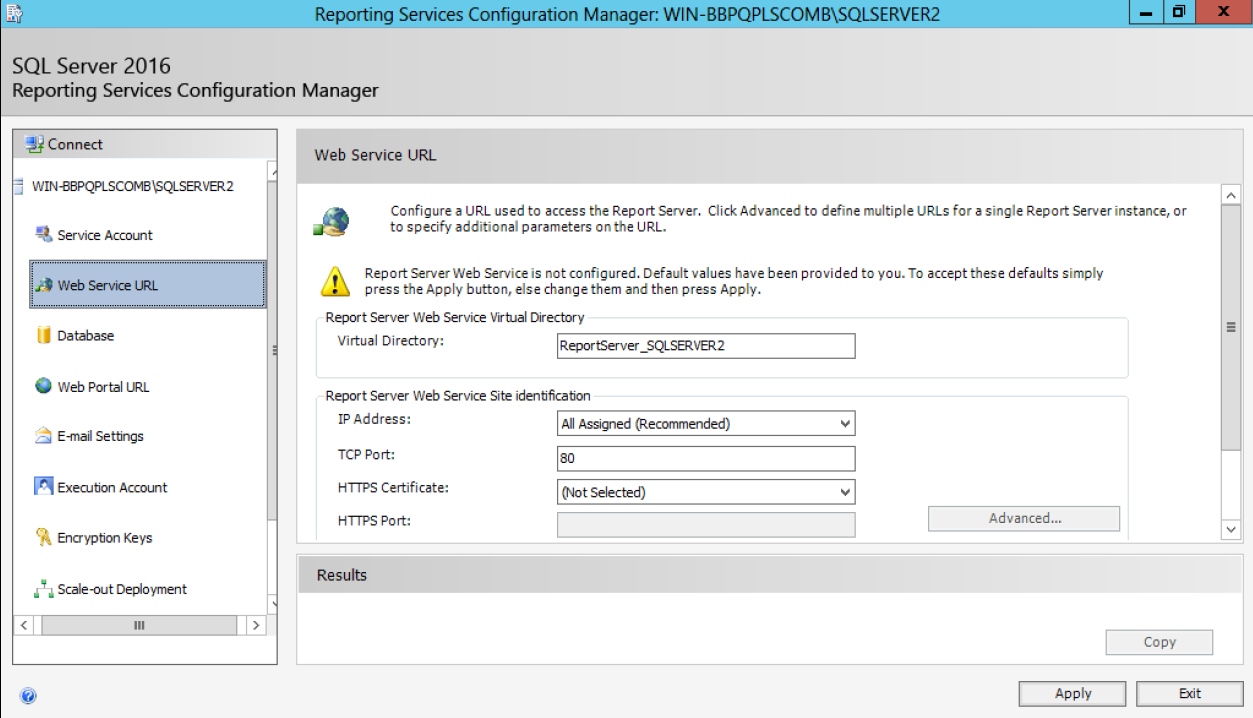 Reporting Services Configuration Manager: WIN-BBPQPLSCOMB\SQLSERVER2
SQL Server 2016
Reporting Services Configuration Manager
Connect
WIN-BBPQPLSCOMB\SQLSERVER2
Service Account
Web Service URL
Database
Web Portal URL
E-mail Settings
Execution Account
Encryption Keys
Scale-out Deployment
Web Service URL
Configure a URL used to access the Report Server.  Click Advanced to define multiple URLs for a single Report Server instance, or
to specify additional parameters on the URL.
Report Server Web Service is not configured. Default values have been provided to you. To accept these defaults simply
press the Apply button, else change them and then press Apply.
Report Server Web Service Virtual Directory
Virtual Directory: ReportServer_SQLSERVER2
Report Server Web Service Site identification
IP Address: All Assigned (Recommended)
TCP Port: 80
HTTPS Certificate: (Not Selected)
HTTPS Port:
Advanced...
Results
Copy
Apply Exit